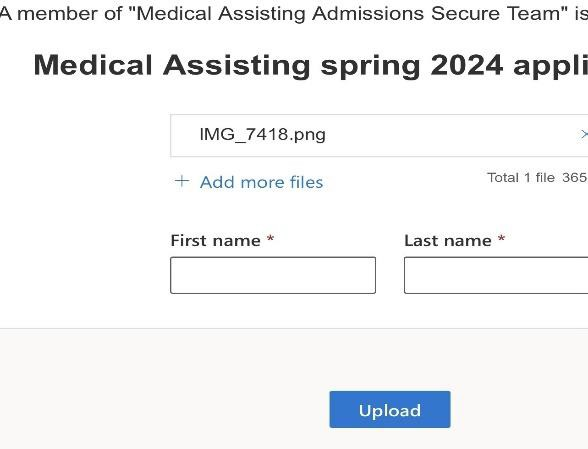 A member of "Medical Assisting Admissions Secure Team" is
Medical Assisting spring 2024 appli
IMG_7418.png
+ Add more files
Total 1 file 365
First name *
Last name *
Upload